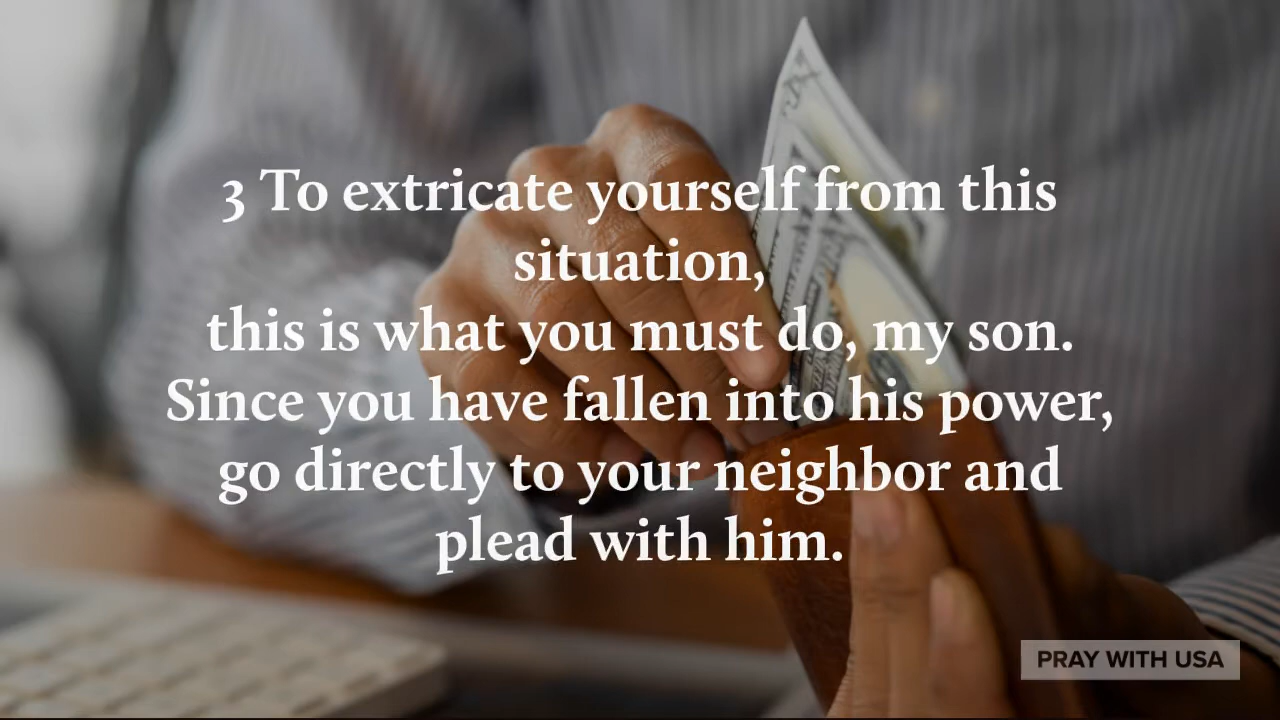 3 To extricate yourself from this
situation,
this is what you must do, my son.
Since you have fallen into his power,
go directly to your neighbor and
plead with him.
PRAY WITH USA